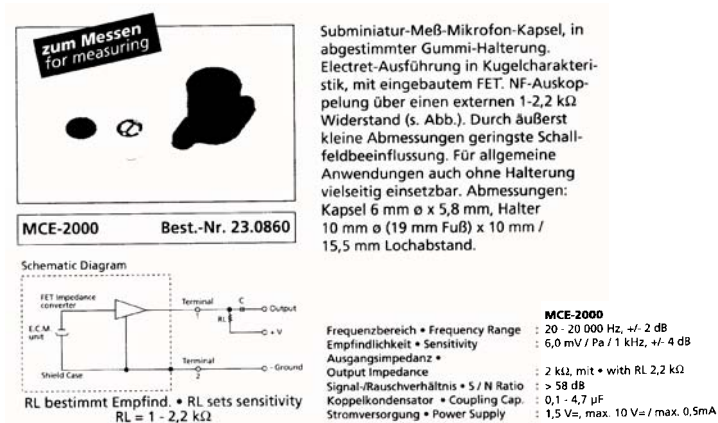 zum Messen
for measuring
MCE-2000 Best.-Nr. 23.0860
Subminiatur-Meß-Mikrofon-Kapsel, in
abgestimmter Gummi-Halterung.
Electret-Ausführung in Kugelcharakteri-
stik, mit eingebautem FET. NF-Auskop-
pelung über einen externen 1-2,2 kΩ
Widerstand (s. Abb.). Durch äußerst
kleine Abmessungen geringste Schall-
feldbeeinflussung. Für allgemeine
Anwendungen auch ohne Halterung
vielseitig einsetzbar. Abmessungen:
Kapsel 6 mm ø x 5,8 mm, Halter
10 mm ø (19 mm Fuß) x 10 mm /
15,5 mm Lochabstand.
Schematic Diagram
FET Impedance
converter
E.C.M.
unit
Shield Case
Terminal
1
C
Output
RL
+ V
Terminal
2
- Ground
RL bestimmt Empfind. • RL sets sensitivity
RL = 1 - 2,2 kΩ
MCE-2000
Frequenzbereich • Frequency Range : 20 - 20 000 Hz, +/- 2 dB
Empfindlichkeit • Sensitivity : 6,0 mV / Pa / 1 kHz, +/- 4 dB
Ausgangsimpedanz •
Output Impedance : 2 kΩ, mit • with RL 2,2 kΩ
Signal-/Rauschverhältnis • S / N Ratio : > 58 dB
Koppelkondensator • Coupling Cap. : 0,1 - 4,7 µF
Stromversorgung • Power Supply : 1,5 V=, max. 10 V= / max. 0,5mA